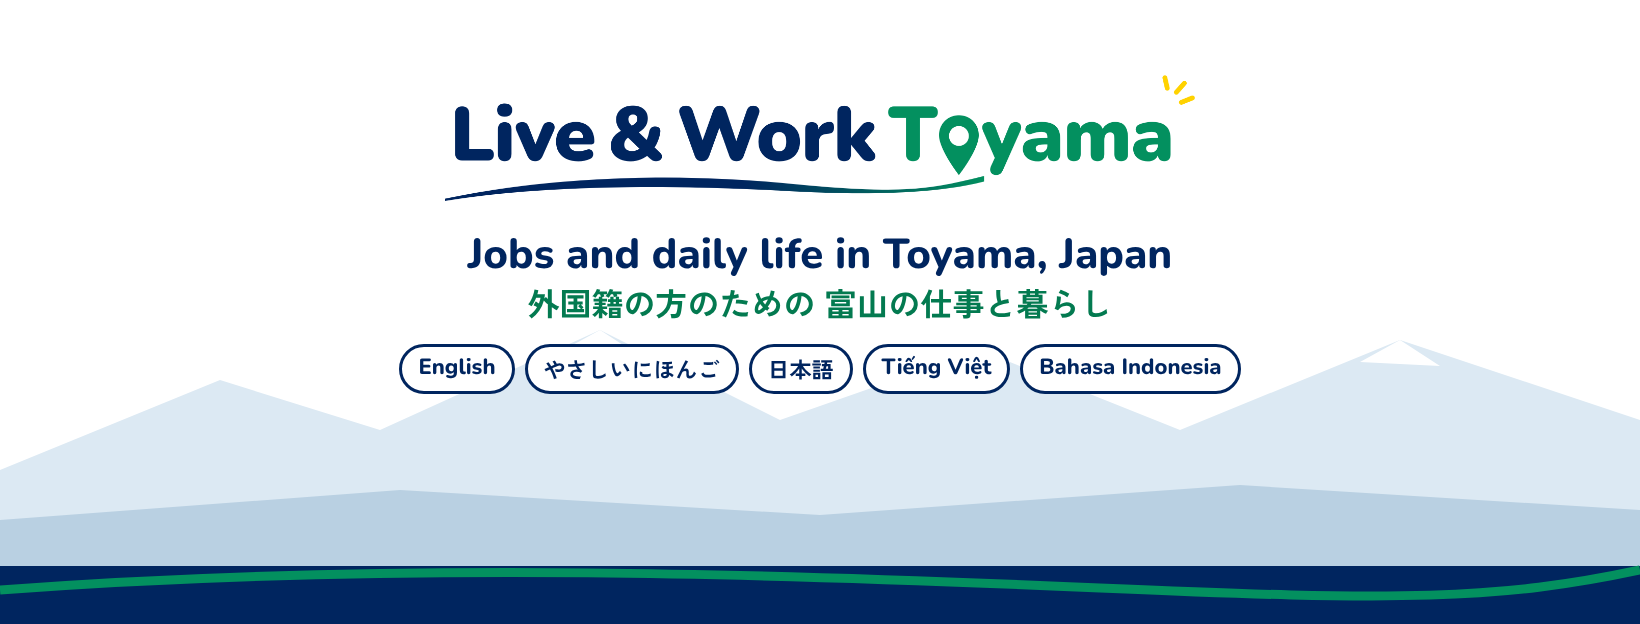 Live & Work Toyama
Jobs and daily life in Toyama, Japan
外国籍の方のための 富山の仕事と暮らし
English やさしいにほんご 日本語 Tiếng Việt Bahasa Indonesia